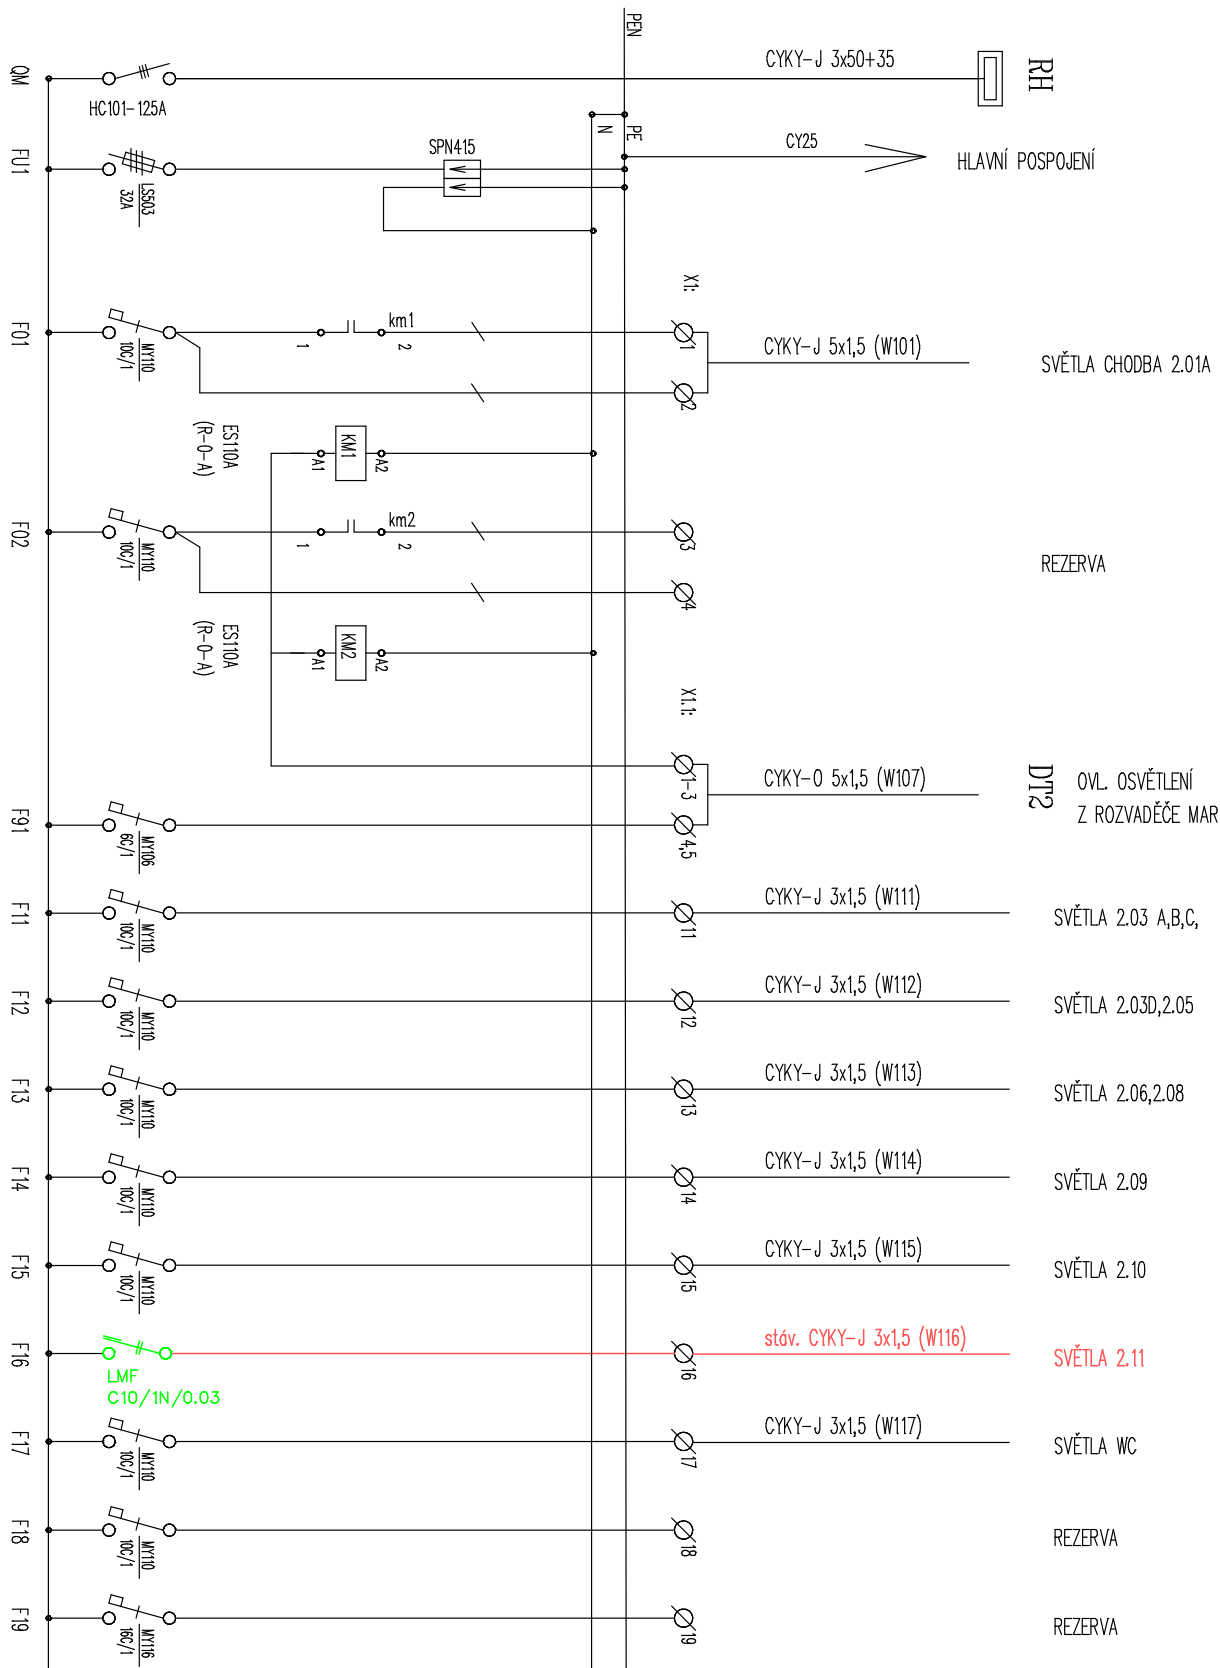 PEN
QM
HC101-125A
CYKY-J 3x50+35
RH
N
PE
FU1
LS503
32A
SPN415
CY25
HLAVNÍ POSPOJENÍ
X1:
F01
MY110
10C/1
1
km1
2
1
CYKY-J 5x1,5 (W101)
SVĚTLA CHODBA 2.01A
2
ES110A
(R-0-A)
A1
KM1
A2
F02
MY110
10C/1
1
km2
2
3
REZERVA
4
ES110A
(R-0-A)
A1
KM2
A2
X1.1:
1-3
CYKY-O 5x1,5 (W107)
DT2
OVL. OSVĚTLENÍ
Z ROZVADĚČE MAR
F91
MY106
6C/1
4,5
F11
MY110
10C/1
11
CYKY-J 3x1,5 (W111)
SVĚTLA 2.03 A,B,C,
F12
MY110
10C/1
12
CYKY-J 3x1,5 (W112)
SVĚTLA 2.03D,2.05
F13
MY110
10C/1
13
CYKY-J 3x1,5 (W113)
SVĚTLA 2.06,2.08
F14
MY110
10C/1
14
CYKY-J 3x1,5 (W114)
SVĚTLA 2.09
F15
MY110
10C/1
15
CYKY-J 3x1,5 (W115)
SVĚTLA 2.10
F16
LMF
C10/1N/0.03
16
stáv. CYKY-J 3x1,5 (W116)
SVĚTLA 2.11
F17
MY110
10C/1
17
CYKY-J 3x1,5 (W117)
SVĚTLA WC
F18
MY110
10C/1
18
REZERVA
F19
MY116
16C/1
19
REZERVA